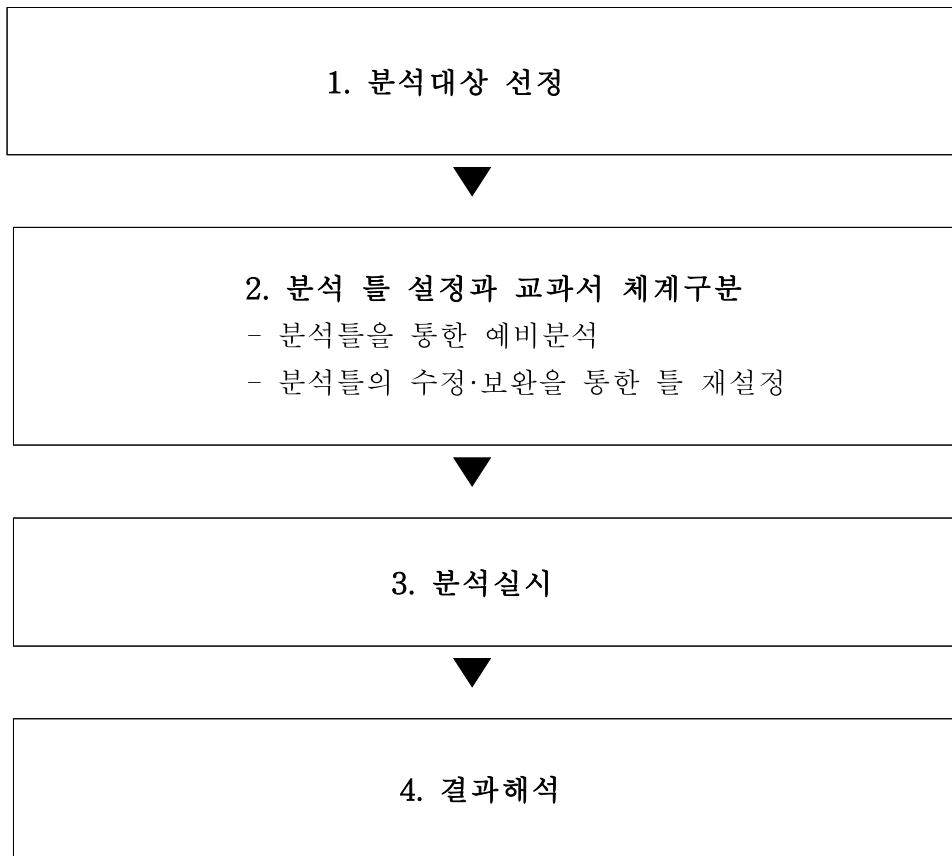 1. 분석대상 선정
2. 분석 틀 설정과 교과서 체계구분
- 분석틀을 통한 예비분석
- 분석틀의 수정·보완을 통한 틀 재설정
3. 분석실시
4. 결과해석